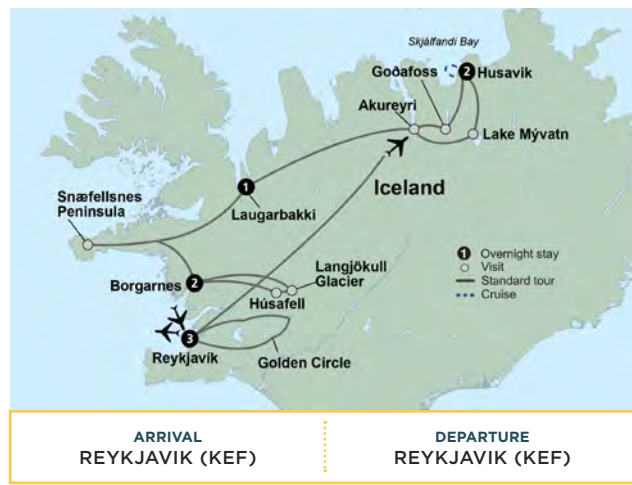 Skjálfandi Bay
Goðafoss
2
Husavik
Akureyri
Lake Mývatn
Iceland
Snæfellsnes
Peninsula
1
Laugarbakki
1 Overnight stay
Visit
Standard tour
Cruise
Borgarnes
2
Langjökull
Glacier
Húsafell
3
Reykjavík
Golden Circle
ARRIVAL
REYKJAVIK (KEF)
DEPARTURE
REYKJAVIK (KEF)